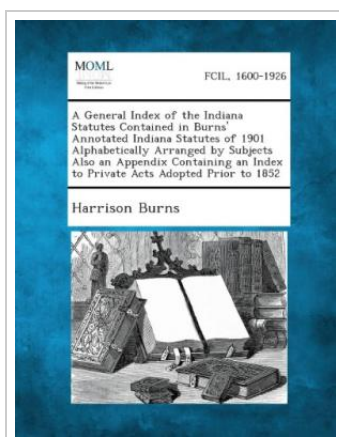 MOML
FCIL, 1600-1926
A General Index of the Indiana
Statutes Contained in Burns'
Annotated Indiana Statutes of 1901
Alphabetically Arranged by Subjects
Also an Appendix Containing an Index
to Private Acts Adopted Prior to 1852
Harrison Burns